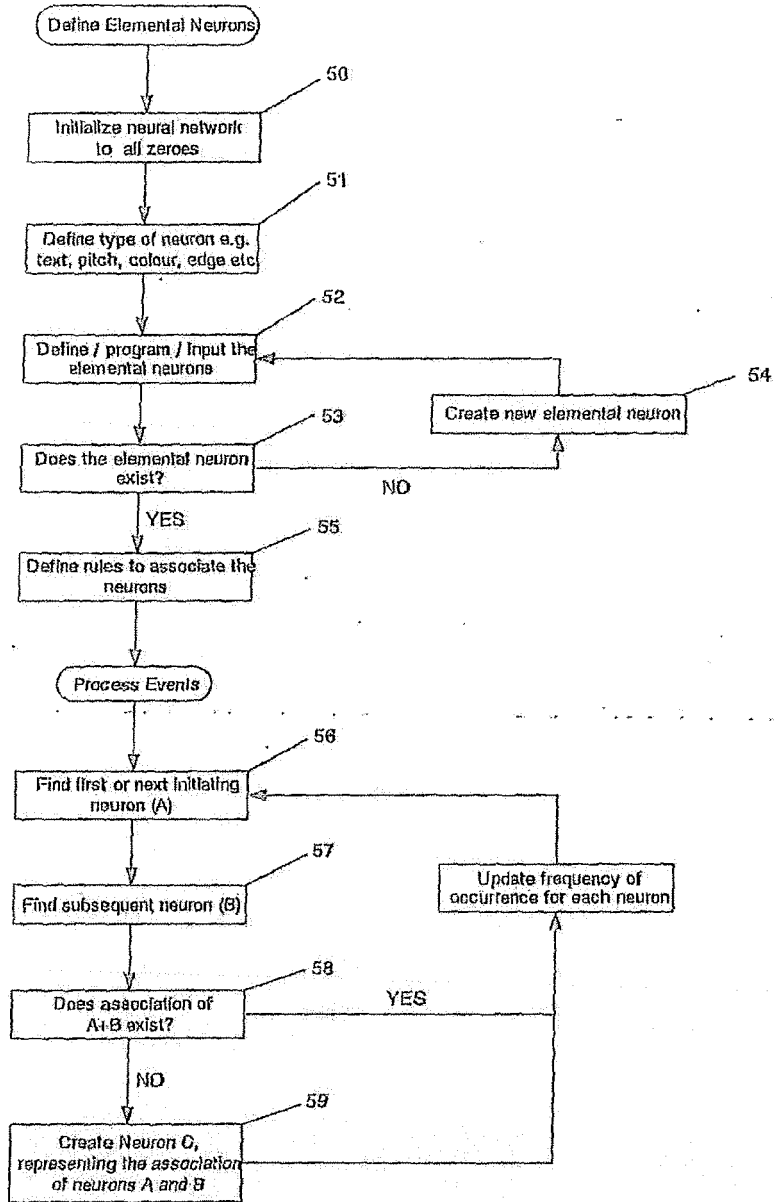 Define Elemental Neurons
50
Initialize neural network
to all zeroes
51
Define type of neuron e.g.
text, pitch, colour, edge etc
52
Define / program / Input the
elemental neurons
54
Create new elemental neuron
53
Does the elemental neuron
exist?
NO
YES
55
Define rules to associate the
neurons
Process Events
56
Find first or next initiating
neuron (A)
57
Find subsequent neuron (B)
Update frequency of
occurrence for each neuron
58
Does association of
A+B exist?
YES
NO
59
Create Neuron C,
representing the association
of neurons A and B